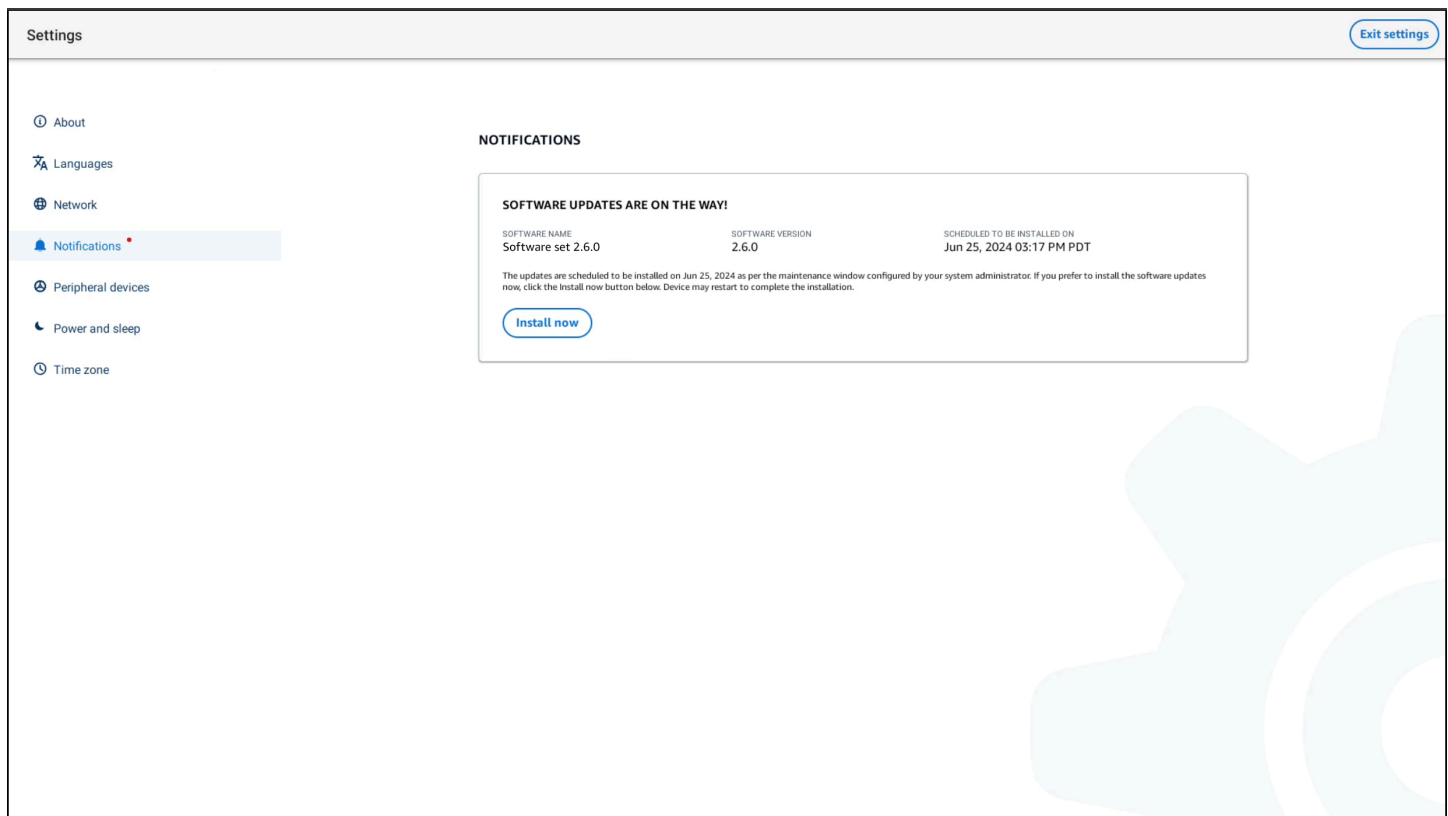 Settings
Exit settings
About
Languages
Network
Notifications
Peripheral devices
Power and sleep
Time zone
NOTIFICATIONS
SOFTWARE UPDATES ARE ON THE WAY!
SOFTWARE NAME
Software set 2.6.0
SOFTWARE VERSION
2.6.0
SCHEDULED TO BE INSTALLED ON
Jun 25, 2024 03:17 PM PDT
The updates are scheduled to be installed on Jun 25, 2024 as per the maintenance window configured by your system administrator. If you prefer to install the software updates
now, click the Install now button below. Device may restart to complete the installation.
Install now